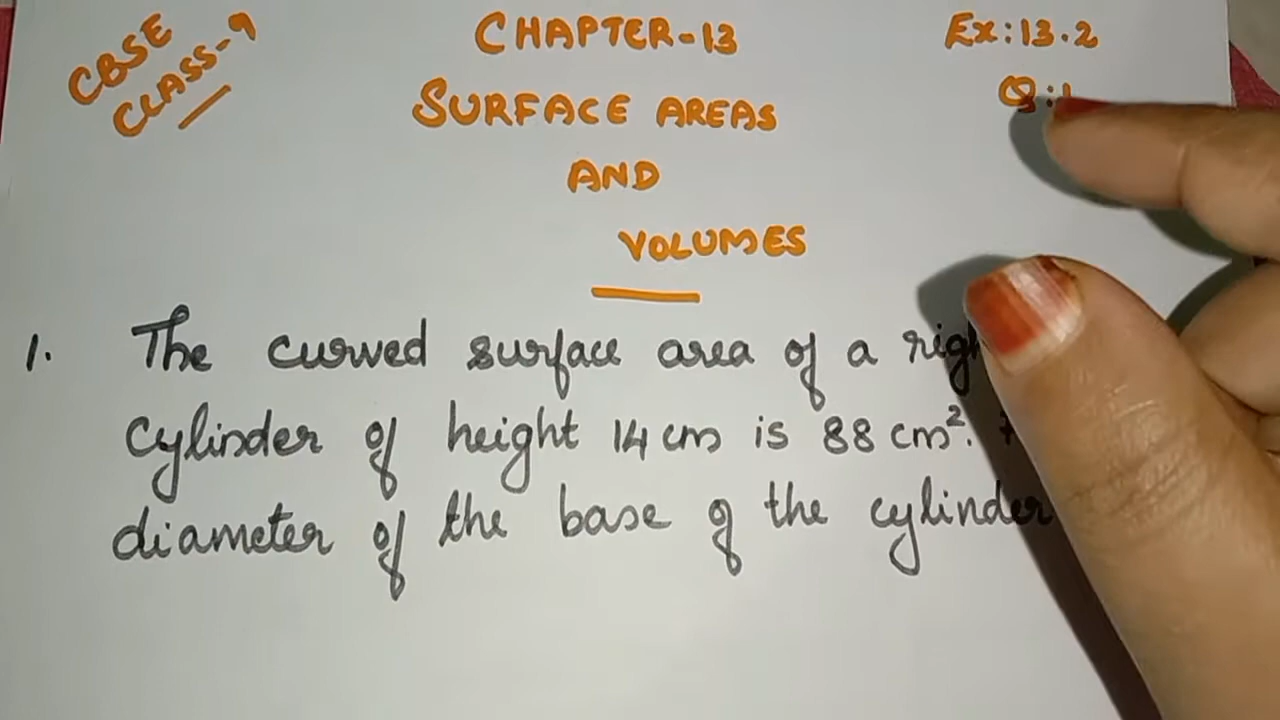 CBSE
CLASS-9
CHAPTER-13
SURFACE AREAS
AND
VOLUMES
Ex:13.2
Q:1
1. The curved surface area of a
cylinder of height 14 cm is 88 cm².
diameter of the base of the cylinder